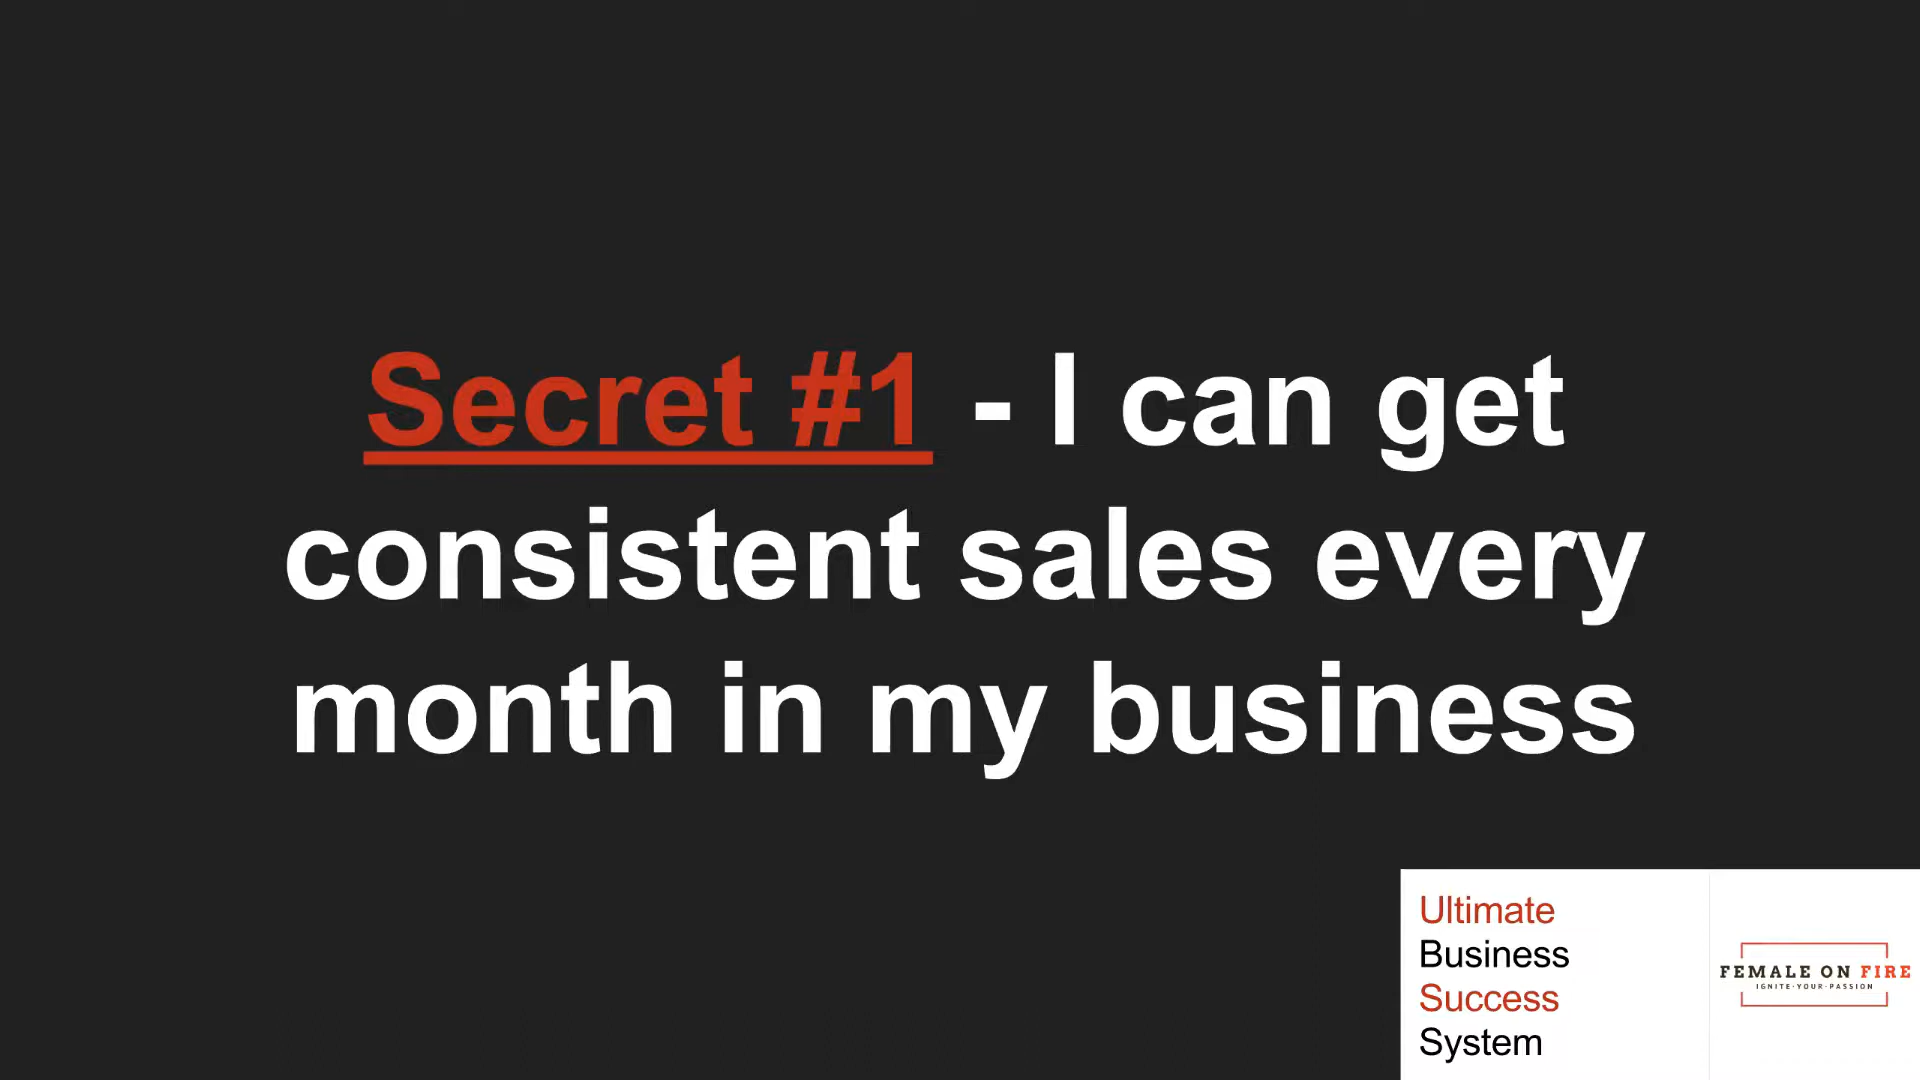 Secret #1 - I can get
consistent sales every
month in my business
Ultimate
Business
Success
System
FEMALE ON FIRE
IGNITE·YOUR·PASSION